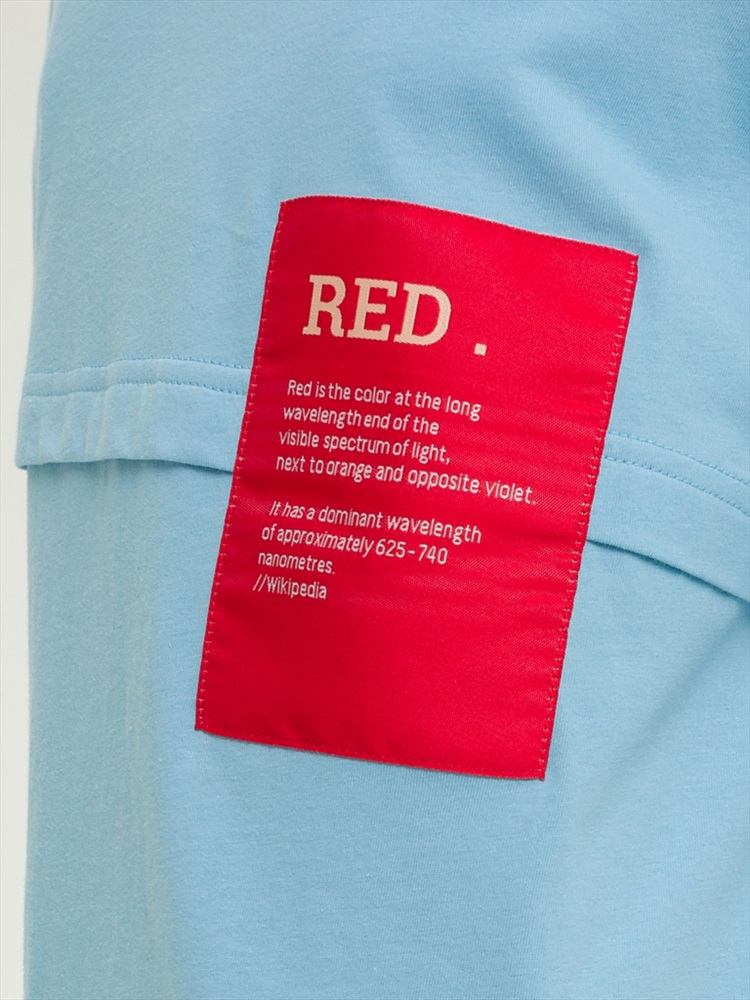 RED .
Red is the color at the long
wavelength end of the
visible spectrum of light,
next to orange and opposite violet.
It has a dominant wavelength
of approximately 625-740
nanometres.
//Wikipedia